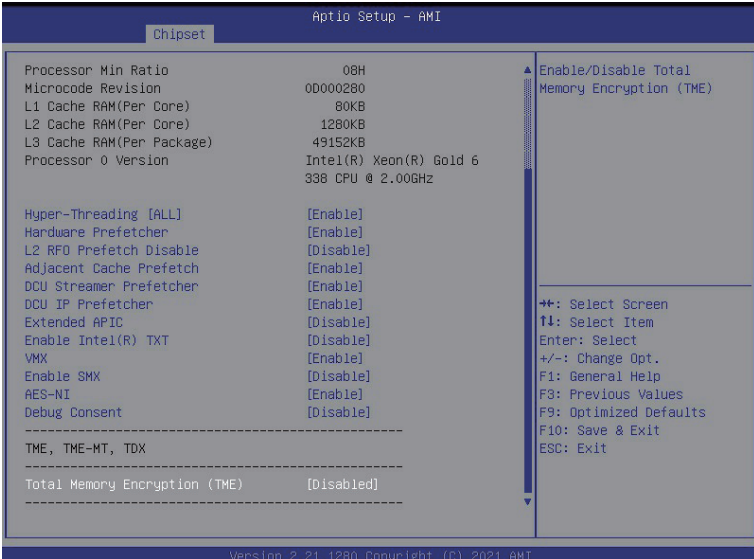 Aptio Setup – AMI
Chipset
Processor Min Ratio 08H
Microcode Revision 0D000280
L1 Cache RAM(Per Core) 80KB
L2 Cache RAM(Per Core) 1280KB
L3 Cache RAM(Per Package) 49152KB
Processor 0 Version Intel(R) Xeon(R) Gold 6
338 CPU @ 2.00GHz
Hyper-Threading [ALL] [Enable]
Hardware Prefetcher [Enable]
L2 RFO Prefetch Disable [Disable]
Adjacent Cache Prefetch [Enable]
DCU Streamer Prefetcher [Enable]
DCU IP Prefetcher [Enable]
Extended APIC [Disable]
Enable Intel(R) TXT [Disable]
VMX [Enable]
Enable SMX [Disable]
AES-NI [Enable]
Debug Consent [Disable]
------------------------------------------------
TME, TME-MT, TDX
------------------------------------------------
Total Memory Encryption (TME) [Disabled]
------------------------------------------------
Enable/Disable Total
Memory Encryption (TME)
→←: Select Screen
↑↓: Select Item
Enter: Select
+/-: Change Opt.
F1: General Help
F3: Previous Values
F9: Optimized Defaults
F10: Save & Exit
ESC: Exit
Version 2.21.1280 Copyright (C) 2021 AMI